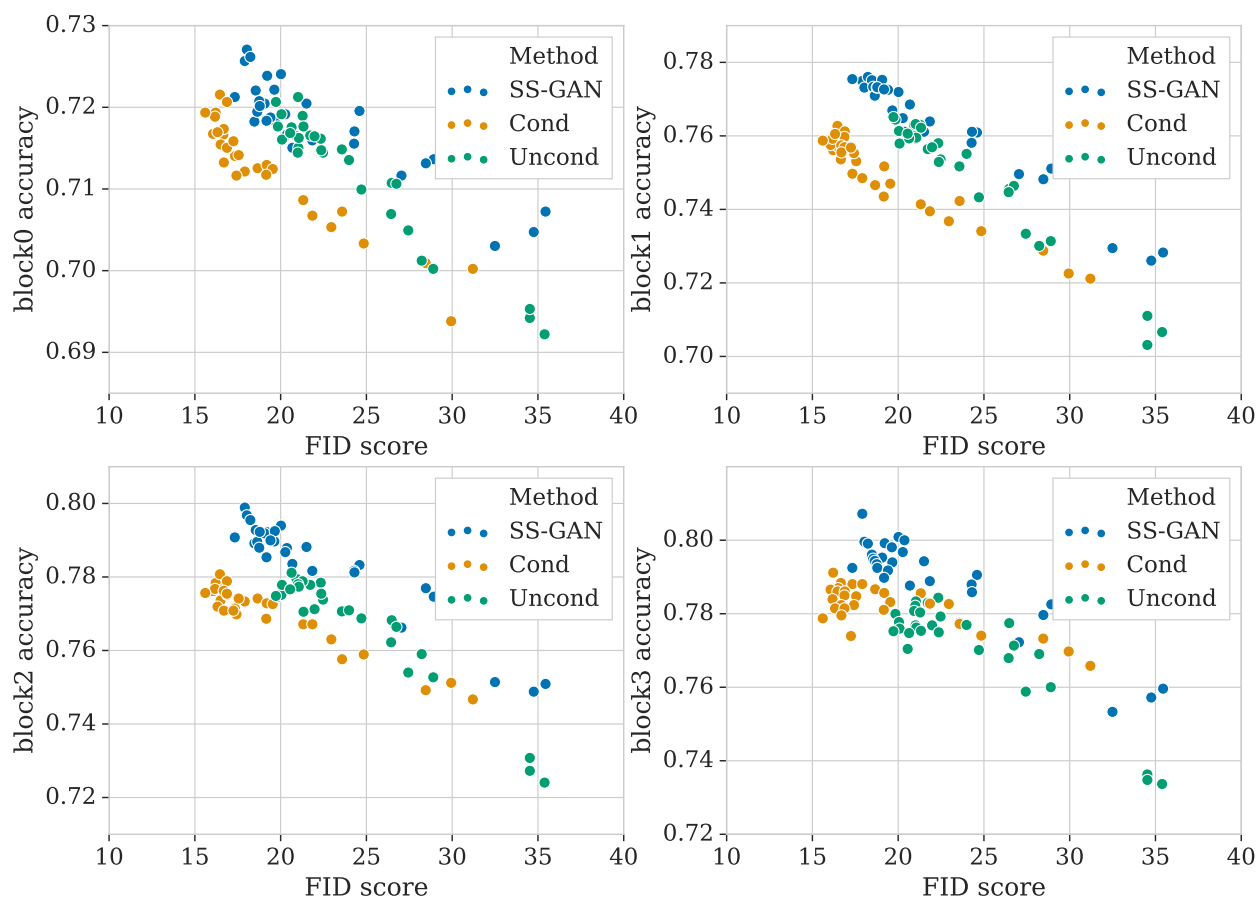 0.73
0.72
0.71
0.70
0.69
block0 accuracy
Method
SS-GAN
Cond
Uncond
10 15 20 25 30 35 40
FID score
0.78
0.76
0.74
0.72
0.70
block1 accuracy
Method
SS-GAN
Cond
Uncond
10 15 20 25 30 35 40
FID score
0.80
0.78
0.76
0.74
0.72
block2 accuracy
Method
SS-GAN
Cond
Uncond
10 15 20 25 30 35 40
FID score
0.80
0.78
0.76
0.74
0.72
block3 accuracy
Method
SS-GAN
Cond
Uncond
10 15 20 25 30 35 40
FID score